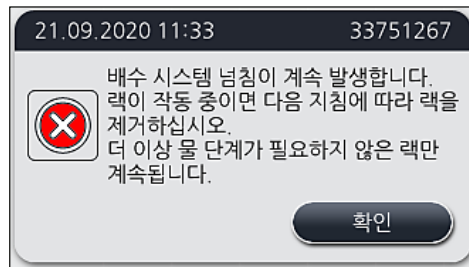 21.09.2020 11:33 33751267
배수 시스템 넘침이 계속 발생합니다.
랙이 작동 중이면 다음 지침에 따라 랙을
제거하십시오.
더 이상 물 단계가 필요하지 않은 랙만
계속됩니다.
확인